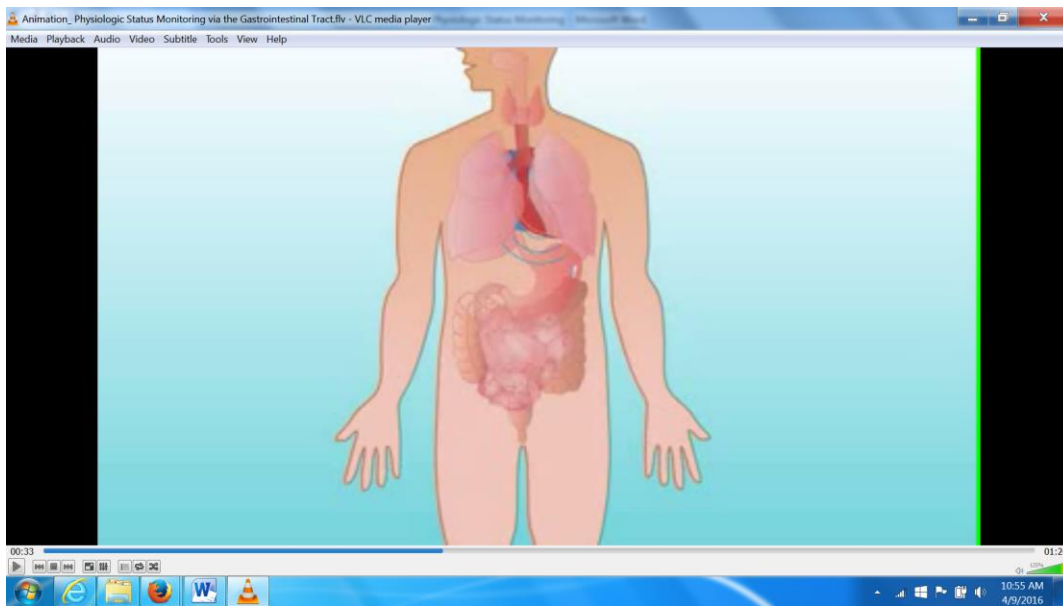 Animation_ Physiologic Status Monitoring via the Gastrointestinal Tract.flv - VLC media player
Media Playback Audio Video Subtitle Tools View Help
00:33
01:2
120%
10:55 AM
4/9/2016